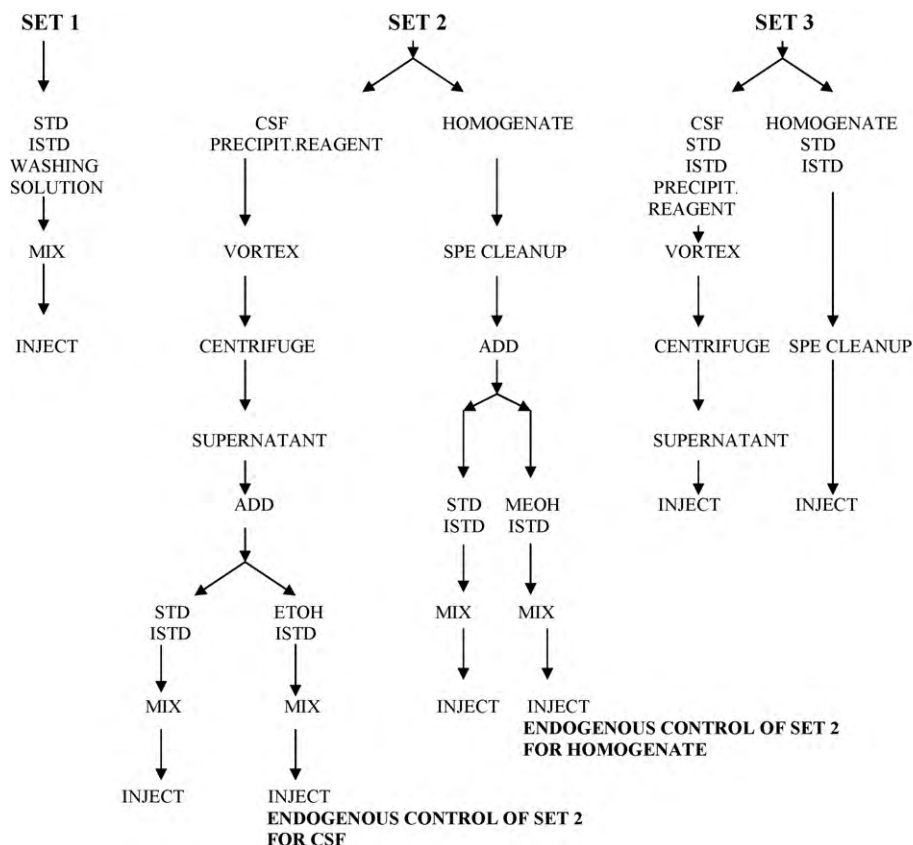 SET 1
STD
ISTD
WASHING
SOLUTION
MIX
INJECT
SET 2
CSF
PRECIPIT.REAGENT
VORTEX
CENTRIFUGE
SUPERNATANT
ADD
STD
ISTD
MIX
INJECT
ETOH
ISTD
MIX
INJECT
ENDOGENOUS CONTROL OF SET 2
FOR CSF
HOMOGENATE
SPE CLEANUP
ADD
STD
ISTD
MIX
INJECT
MEOH
ISTD
MIX
INJECT
ENDOGENOUS CONTROL OF SET 2
FOR HOMOGENATE
SET 3
CSF
STD
ISTD
PRECIPIT.
REAGENT
VORTEX
CENTRIFUGE
SUPERNATANT
INJECT
HOMOGENATE
STD
ISTD
SPE CLEANUP
INJECT